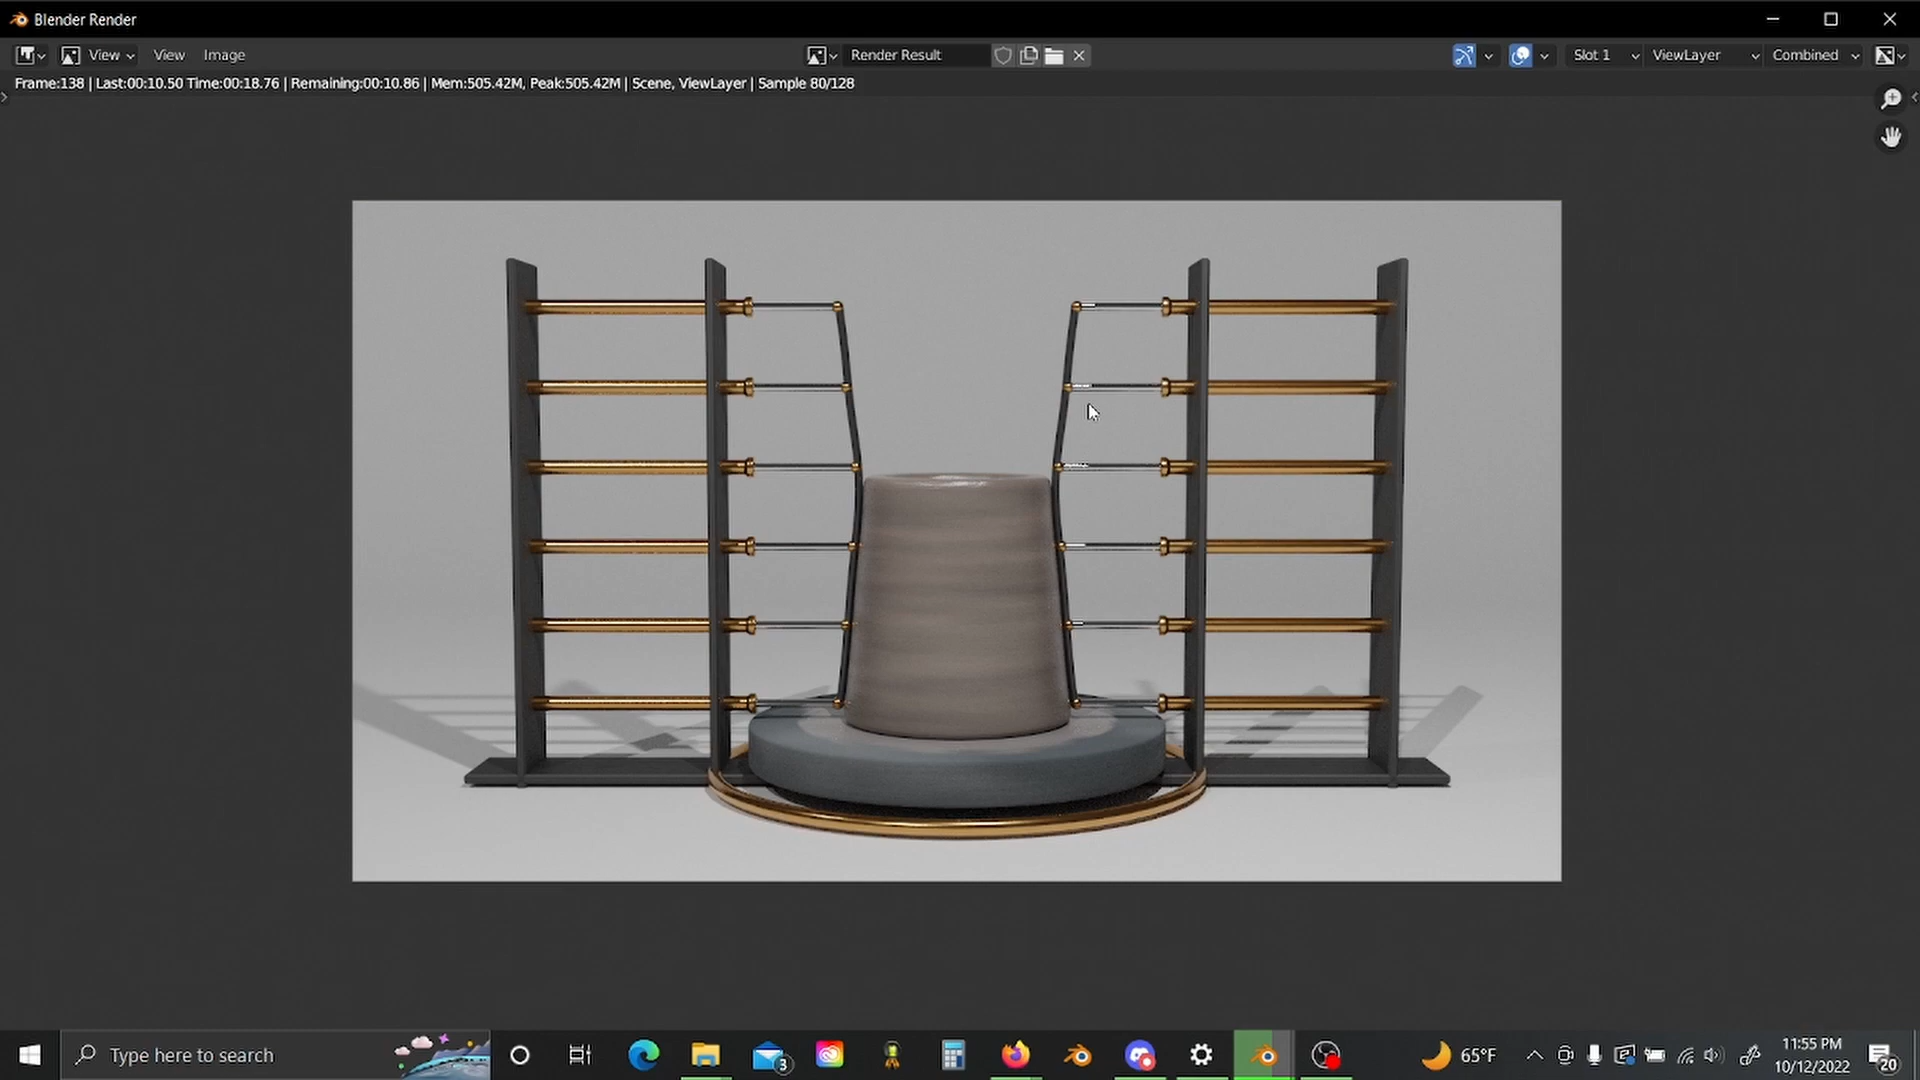 Blender Render
View View Image Render Result Slot 1 ViewLayer Combined
Frame:138 | Last:00:10.50 Time:00:18.76 | Remaining:00:10.86 | Mem:505.42M, Peak:505.42M | Scene, ViewLayer | Sample 80/128
Type here to search 3 65°F 11:55 PM
10/12/2022 20